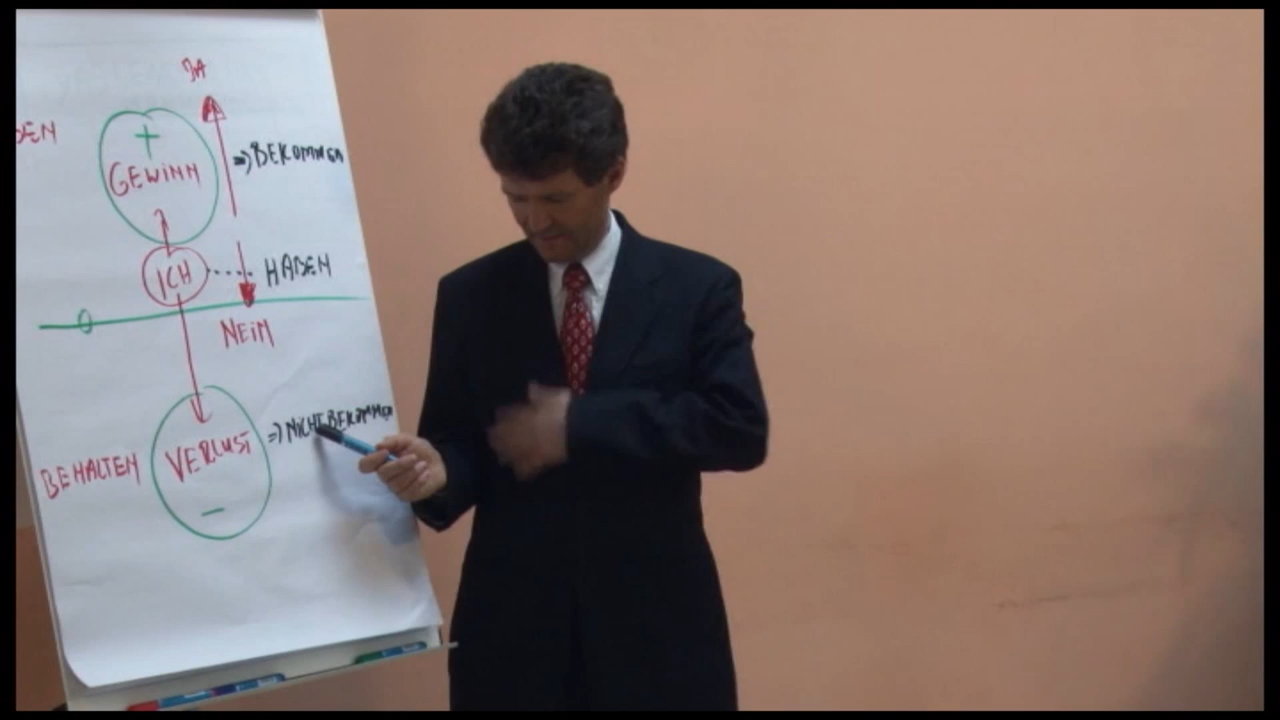 JA
DEN
+
GEWINN
=> BEKOMMEN
ICH
.... HABEN
0
NEIN
=> NICHT BEKOMMEN
BEHALTEN
VERLUST
-